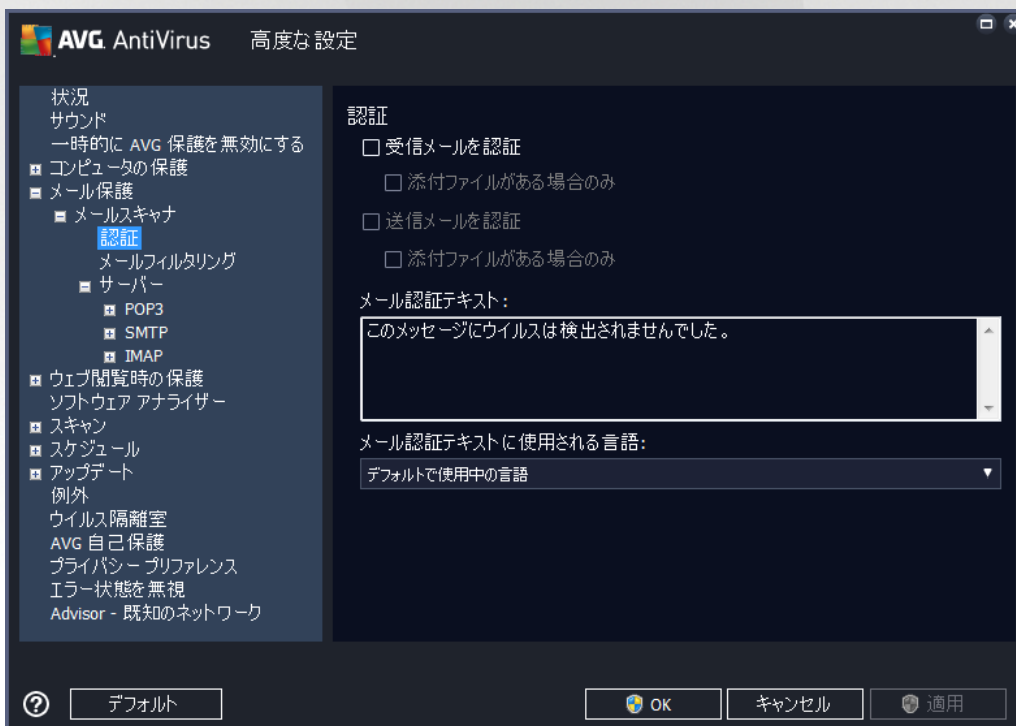 AVG. AntiVirus 高度な設定
状況
サウンド
一時的に AVG 保護を無効にする
コンピュータの保護
メール保護
メールスキャナ
認証
メールフィルタリング
サーバー
POP3
SMTP
IMAP
ウェブ閲覧時の保護
ソフトウェア アナライザー
スキャン
スケジュール
アップデート
例外
ウイルス隔離室
AVG 自己保護
プライバシー プリファレンス
エラー状態を無視
Advisor - 既知のネットワーク
認証
受信メールを認証
添付ファイルがある場合のみ
送信メールを認証
添付ファイルがある場合のみ
メール認証テキスト:
このメッセージにウイルスは検出されませんでした。
メール認証テキストに使用される言語:
デフォルトで使用中の言語
? デフォルト OK キャンセル 適用